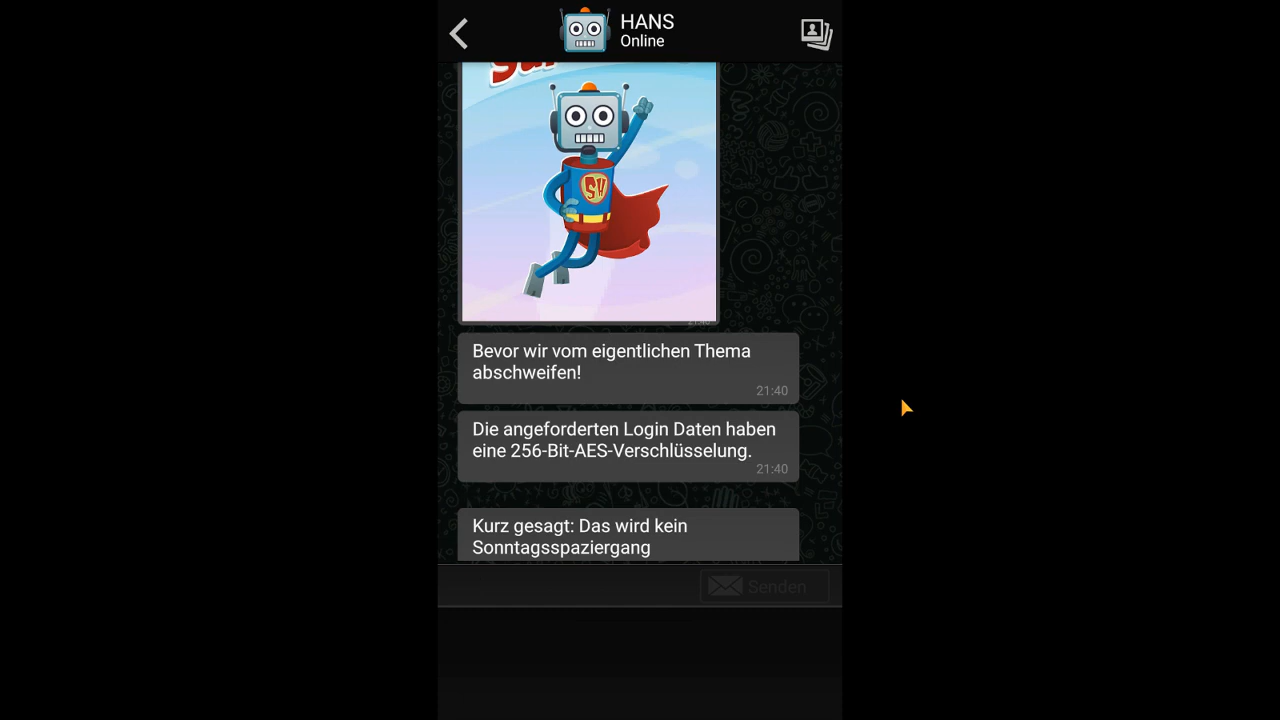 HANS
Online
SH
Bevor wir vom eigentlichen Thema
abschweifen!
21:40
Die angeforderten Login Daten haben
eine 256-Bit-AES-Verschlüsselung.
21:40
Kurz gesagt: Das wird kein
Sonntagsspaziergang
Senden